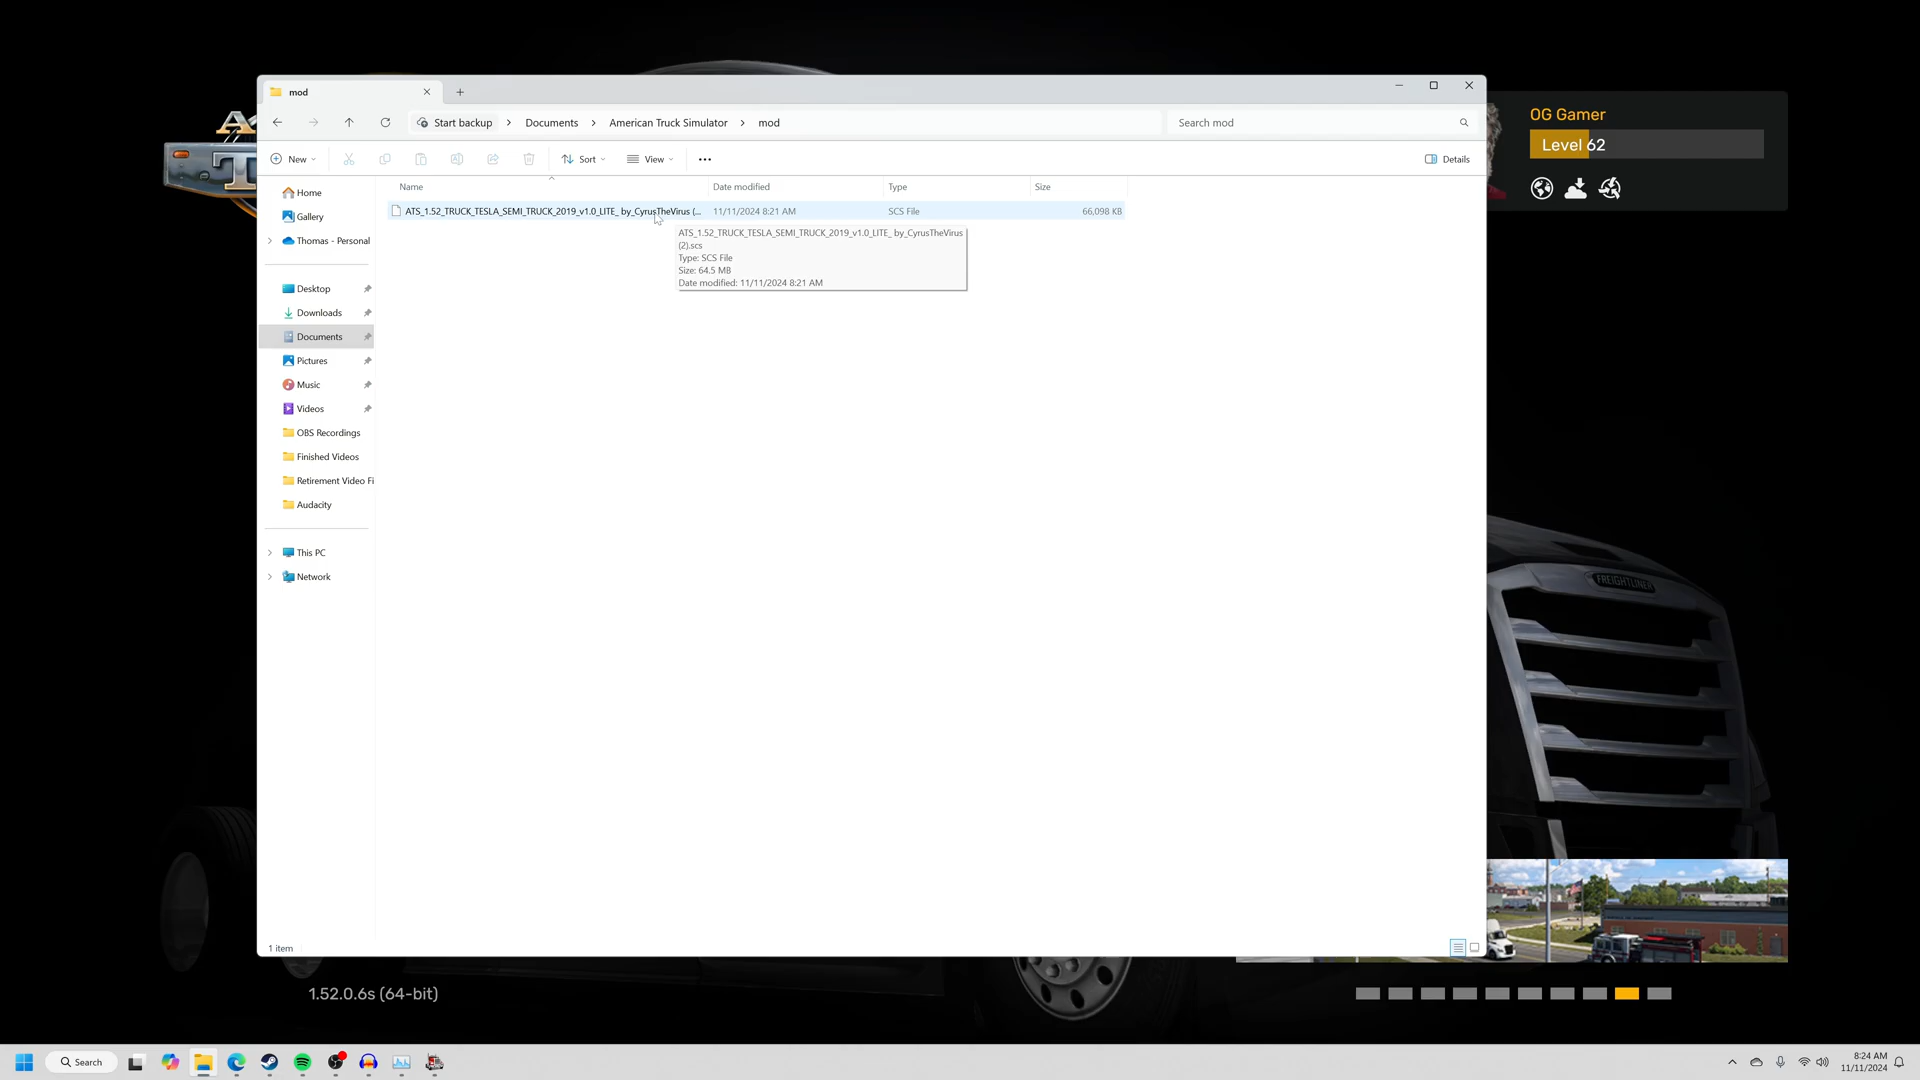 mod
Start backup > Documents > American Truck Simulator > mod
Search mod
New
Sort
View
Details
Name
Date modified
Type
Size
ATS_1.52_TRUCK_TESLA_SEMI_TRUCK_2019_v1.0_LITE_ by_CyrusTheVirus (...
11/11/2024 8:21 AM
SCS File
66,098 KB
ATS_1.52_TRUCK_TESLA_SEMI_TRUCK_2019_v1.0_LITE_ by_CyrusTheVirus
(2).scs
Type: SCS File
Size: 64.5 MB
Date modified: 11/11/2024 8:21 AM
Home
Gallery
Thomas - Personal
Desktop
Downloads
Documents
Pictures
Music
Videos
OBS Recordings
Finished Videos
Retirement Video Fi
Audacity
This PC
Network
1 item
OG Gamer
Level 62
FREIGHTLINER
1.52.0.6s (64-bit)
Search
8:24 AM
11/11/2024